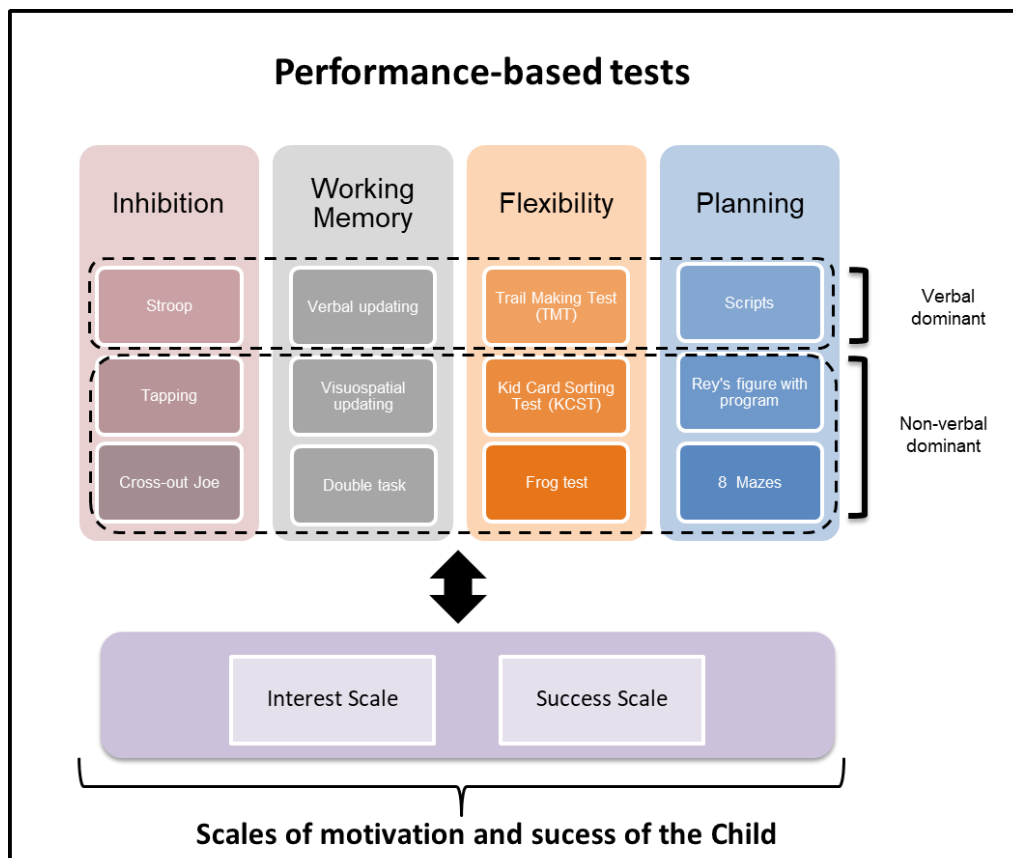 Performance-based tests
Inhibition
Working
Memory
Flexibility
Planning
Stroop
Verbal updating
Trail Making Test
(TMT)
Scripts
Verbal
dominant
Tapping
Visuospatial
updating
Kid Card Sorting
Test (KCST)
Rey's figure with
program
Non-verbal
dominant
Cross-out Joe
Double task
Frog test
8 Mazes
Interest Scale
Success Scale
Scales of motivation and sucess of the Child